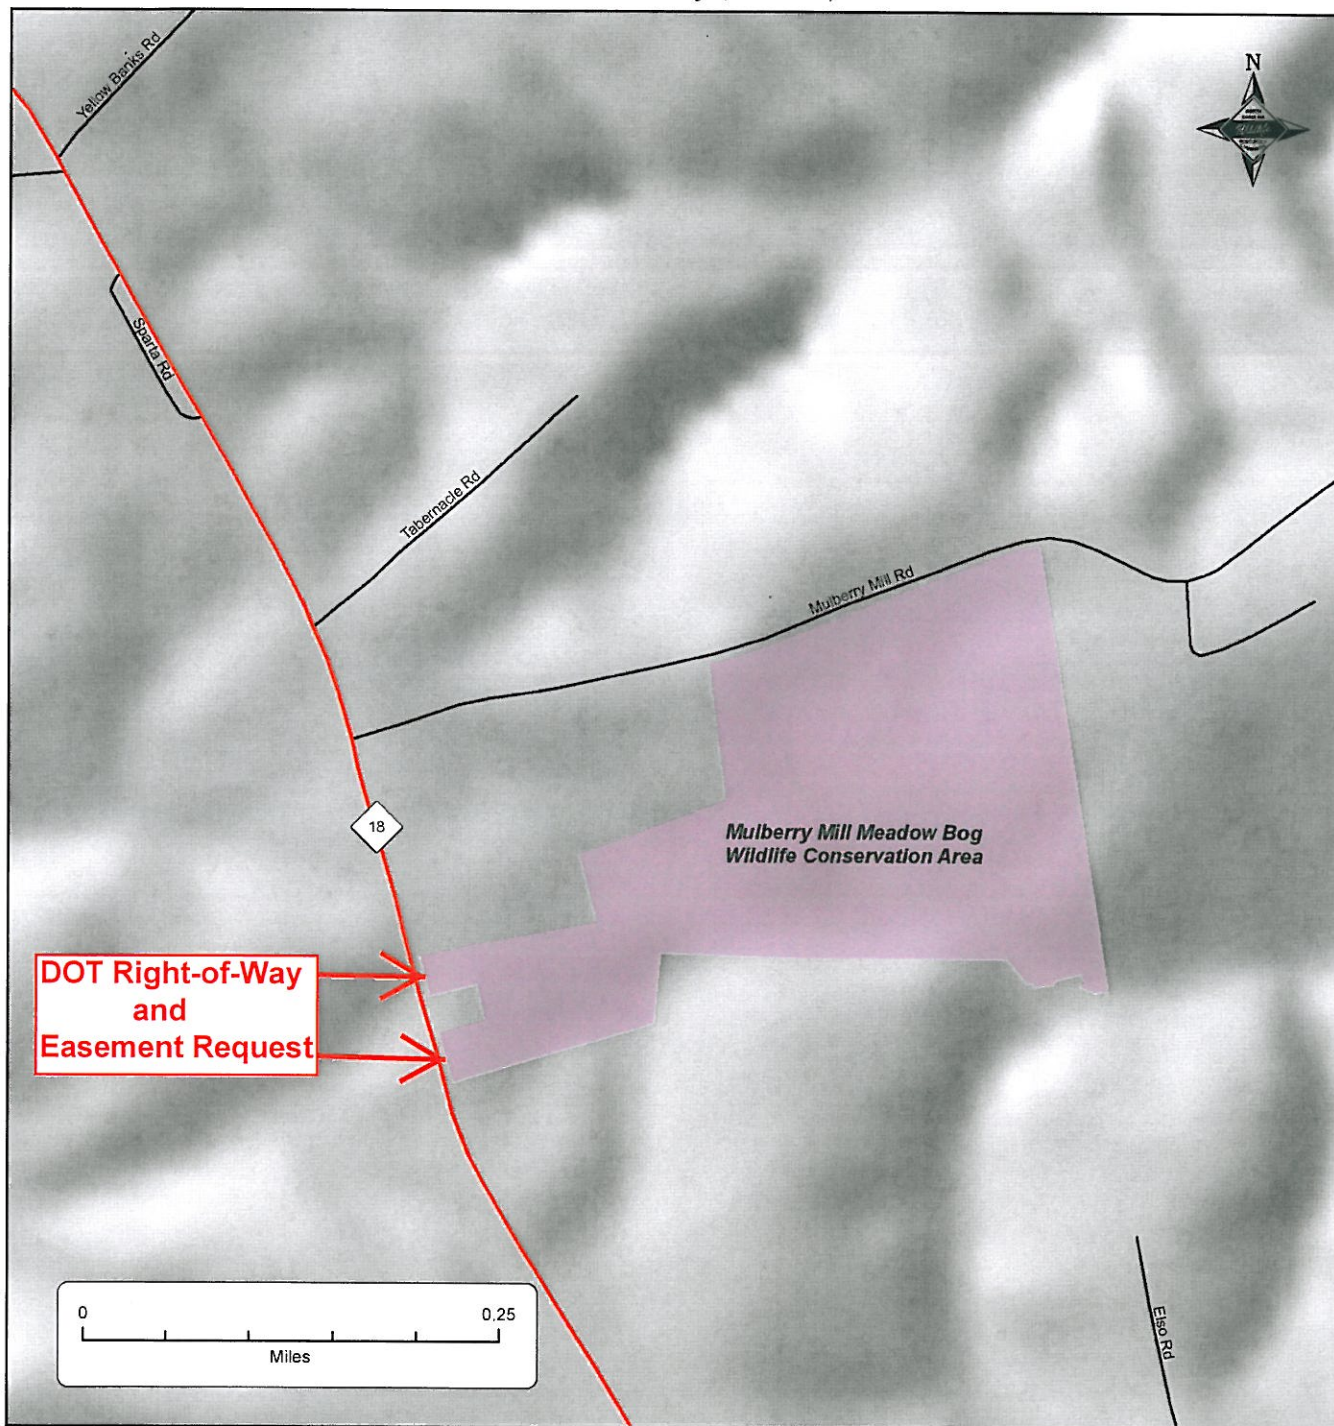 N
Yellow Banks Rd
Sparta Rd
Tabernacle Rd
Mulberry Mill Rd
18
Mulberry Mill Meadow Bog
Wildlife Conservation Area
DOT Right-of-Way
and
Easement Request
0
0.25
Miles
Elso Rd